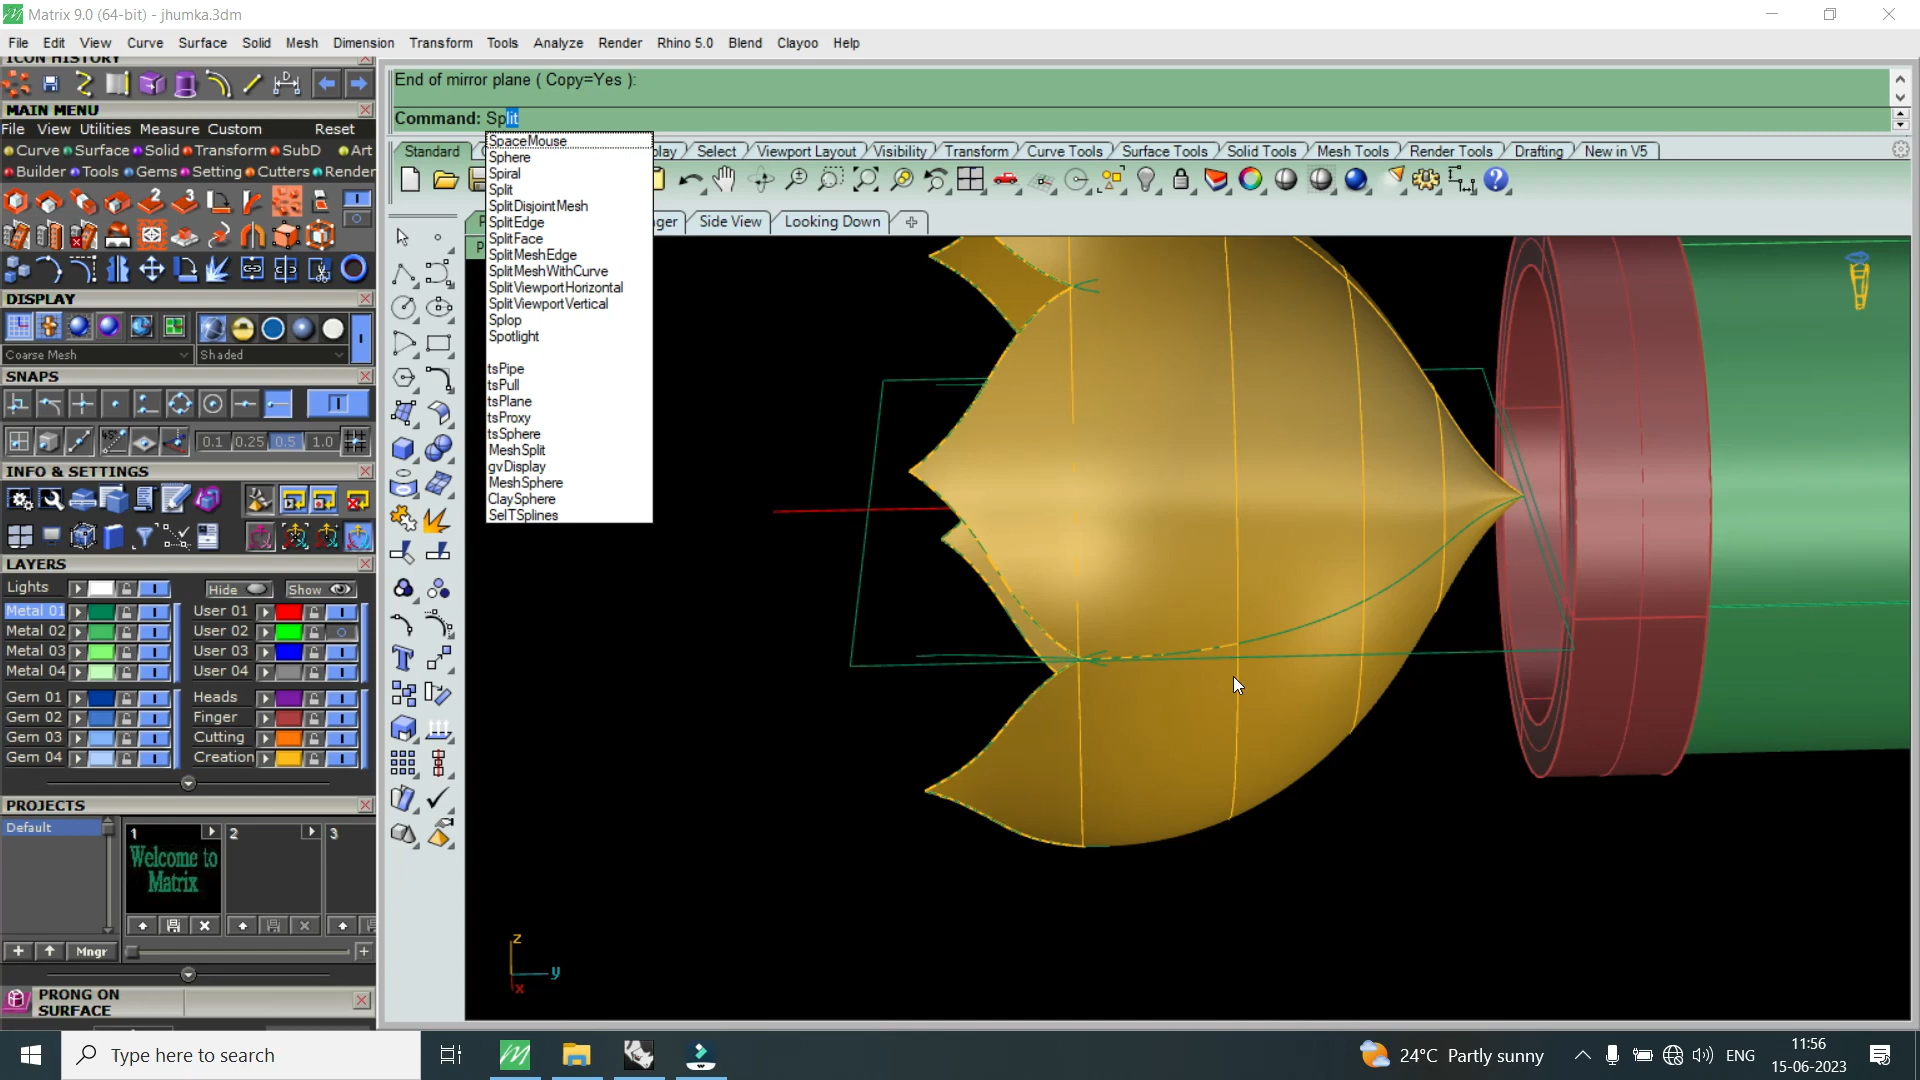 Matrix 9.0 (64-bit) - jhumka.3dm
File Edit View Curve Surface Solid Mesh Dimension Transform Tools Analyze Render Rhino 5.0 Blend Clayoo Help
ICON HISTORY
End of mirror plane ( Copy=Yes ):
MAIN MENU
Command: Split
File View Utilities Measure Custom Reset
Curve Surface Solid Transform SubD Art
Builder Tools Gems Setting Cutters Render
Standard Select Viewport Layout Visibility Transform Curve Tools Surface Tools Solid Tools Mesh Tools Render Tools Drafting New in V5
Side View Looking Down
SpaceMouse
Sphere
Spiral
Split
SplitDisjointMesh
SplitEdge
SplitFace
SplitMeshEdge
SplitMeshWithCurve
SplitViewportHorizontal
SplitViewportVertical
Splop
Spotlight
tsPipe
tsPull
tsPlane
tsProxy
tsSphere
MeshSplit
gvDisplay
MeshSphere
ClaySphere
SelTSplines
DISPLAY
Coarse Mesh Shaded
SNAPS
0.1 0.25 0.5 1.0
INFO & SETTINGS
LAYERS
Lights Hide Show
Metal 01 User 01
Metal 02 User 02
Metal 03 User 03
Metal 04 User 04
Gem 01 Heads
Gem 02 Finger
Gem 03 Cutting
Gem 04 Creation
PROJECTS
Default 1 2 3
Welcome to
Matrix
Mngr
PRONG ON
SURFACE
z
y
x
Type here to search
24°C Partly sunny
ENG
11:56
15-06-2023